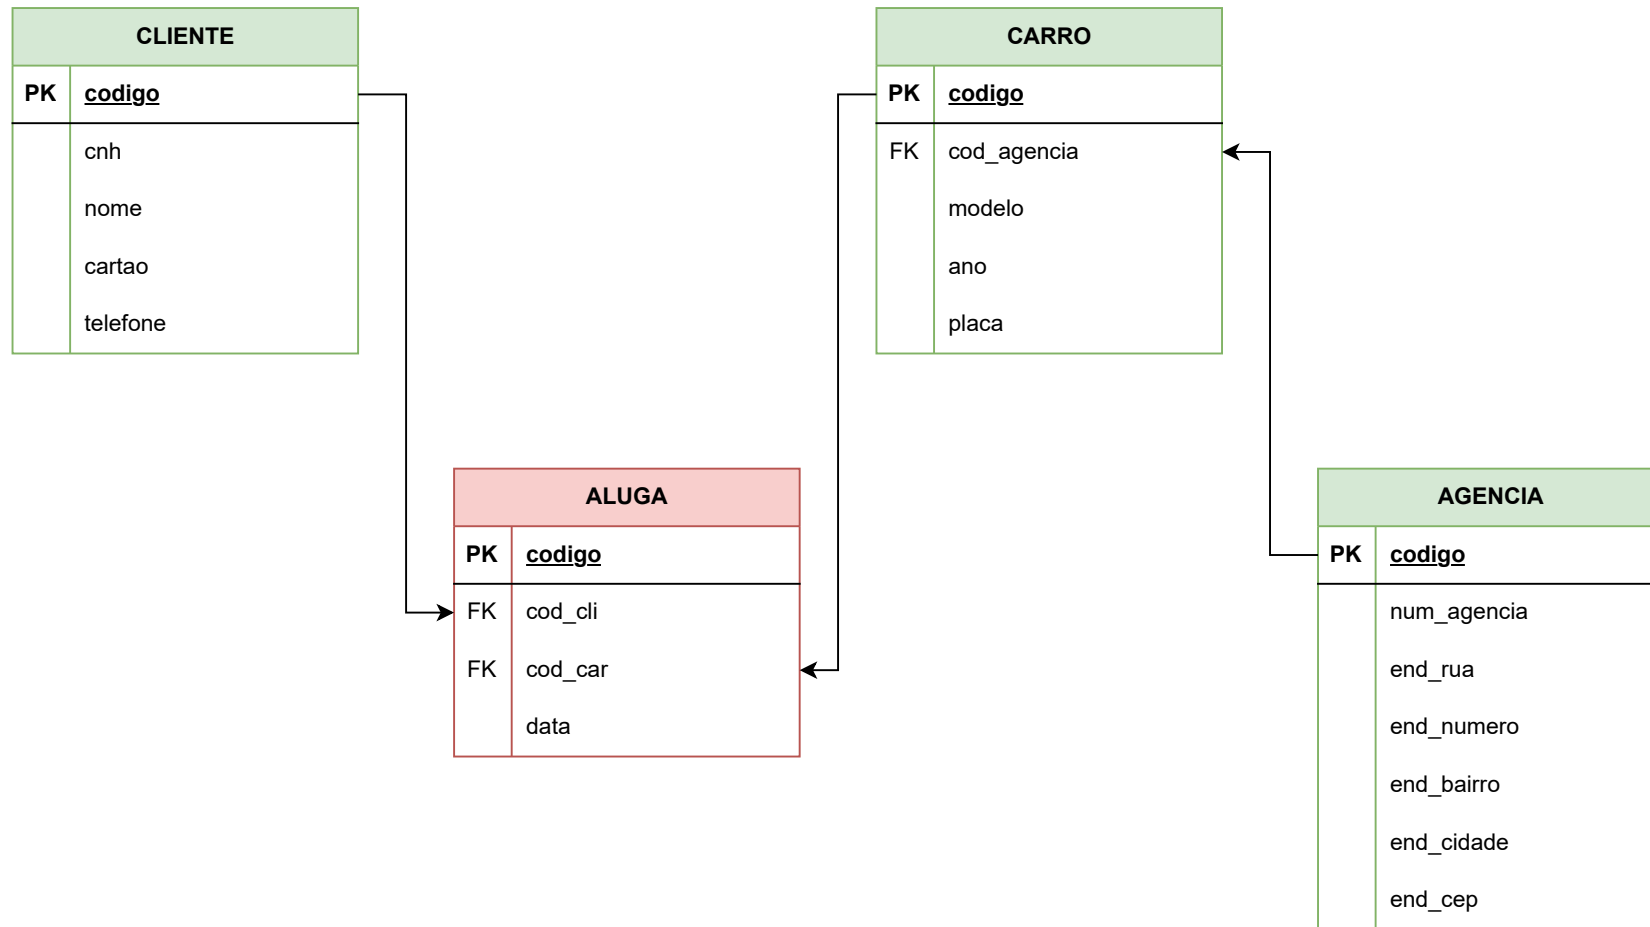 CLIENTE
PK codigo
cnh
nome
cartao
telefone
CARRO
PK codigo
FK cod_agencia
modelo
ano
placa
ALUGA
PK codigo
FK cod_cli
FK cod_car
data
AGENCIA
PK codigo
num_agencia
end_rua
end_numero
end_bairro
end_cidade
end_cep